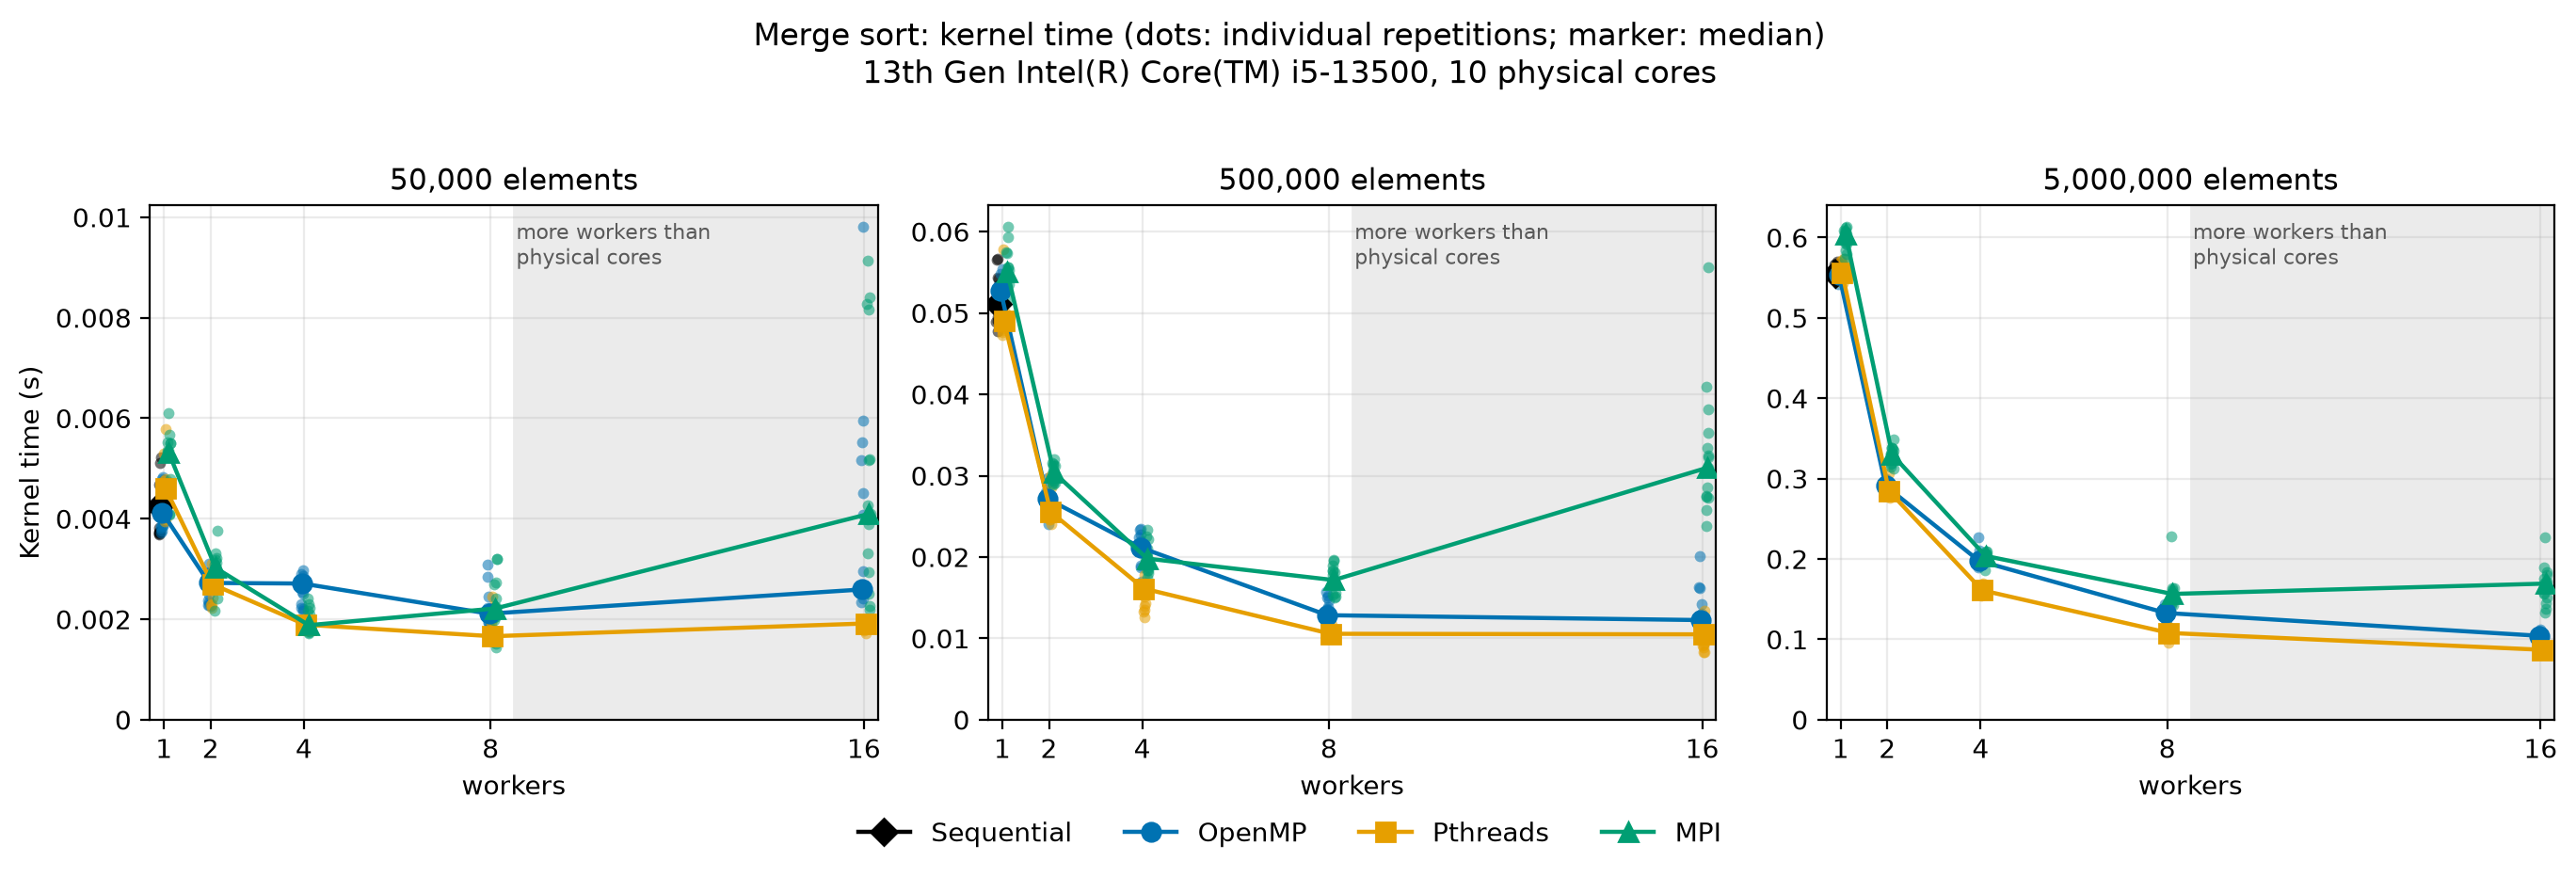 Merge sort: kernel time (dots: individual repetitions; marker: median)
13th Gen Intel(R) Core(TM) i5-13500, 10 physical cores
50,000 elements
500,000 elements
5,000,000 elements
more workers than
physical cores
more workers than
physical cores
more workers than
physical cores
Kernel time (s)
0.01
0.008
0.006
0.004
0.002
0
0.06
0.05
0.04
0.03
0.02
0.01
0
0.6
0.5
0.4
0.3
0.2
0.1
0
1 2 4 8 16
1 2 4 8 16
1 2 4 8 16
workers
workers
workers
Sequential
OpenMP
Pthreads
MPI